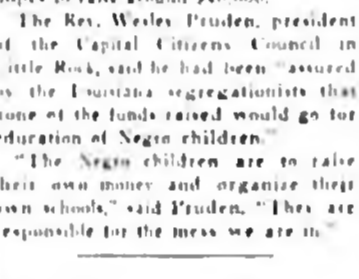 The Rev. Wesley Pruden, president
of the Capital Citizens Council in
Little Rock, said he had been "assured
by the Louisiana segregationists that
none of the funds raised would go for
education of Negro children."
"The Negro children are to raise
their own money and organize their
own schools," said Pruden. "They are
responsible for the mess we are in."